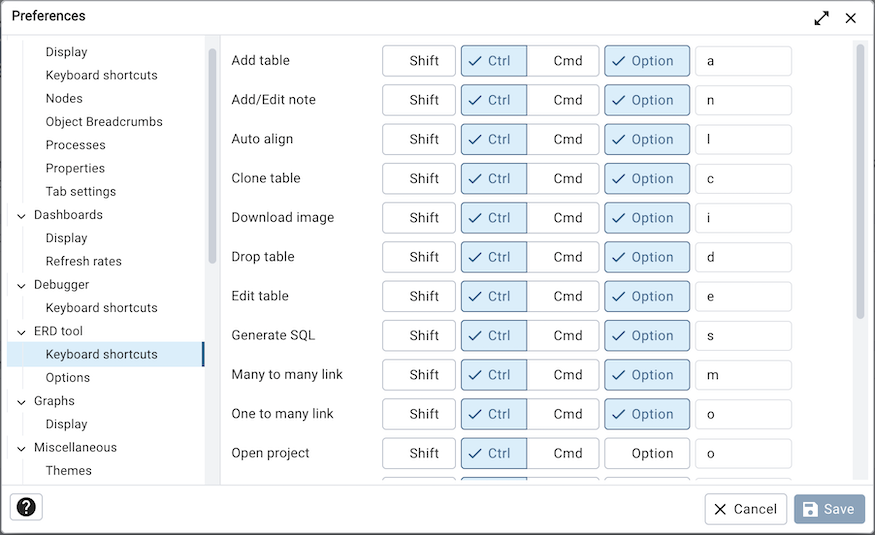 Preferences
Display
Keyboard shortcuts
Nodes
Object Breadcrumbs
Processes
Properties
Tab settings
Dashboards
Display
Refresh rates
Debugger
Keyboard shortcuts
ERD tool
Keyboard shortcuts
Options
Graphs
Display
Miscellaneous
Themes
Add table Shift Ctrl Cmd Option a
Add/Edit note Shift Ctrl Cmd Option n
Auto align Shift Ctrl Cmd Option l
Clone table Shift Ctrl Cmd Option c
Download image Shift Ctrl Cmd Option i
Drop table Shift Ctrl Cmd Option d
Edit table Shift Ctrl Cmd Option e
Generate SQL Shift Ctrl Cmd Option s
Many to many link Shift Ctrl Cmd Option m
One to many link Shift Ctrl Cmd Option o
Open project Shift Ctrl Cmd Option o
? Cancel Save